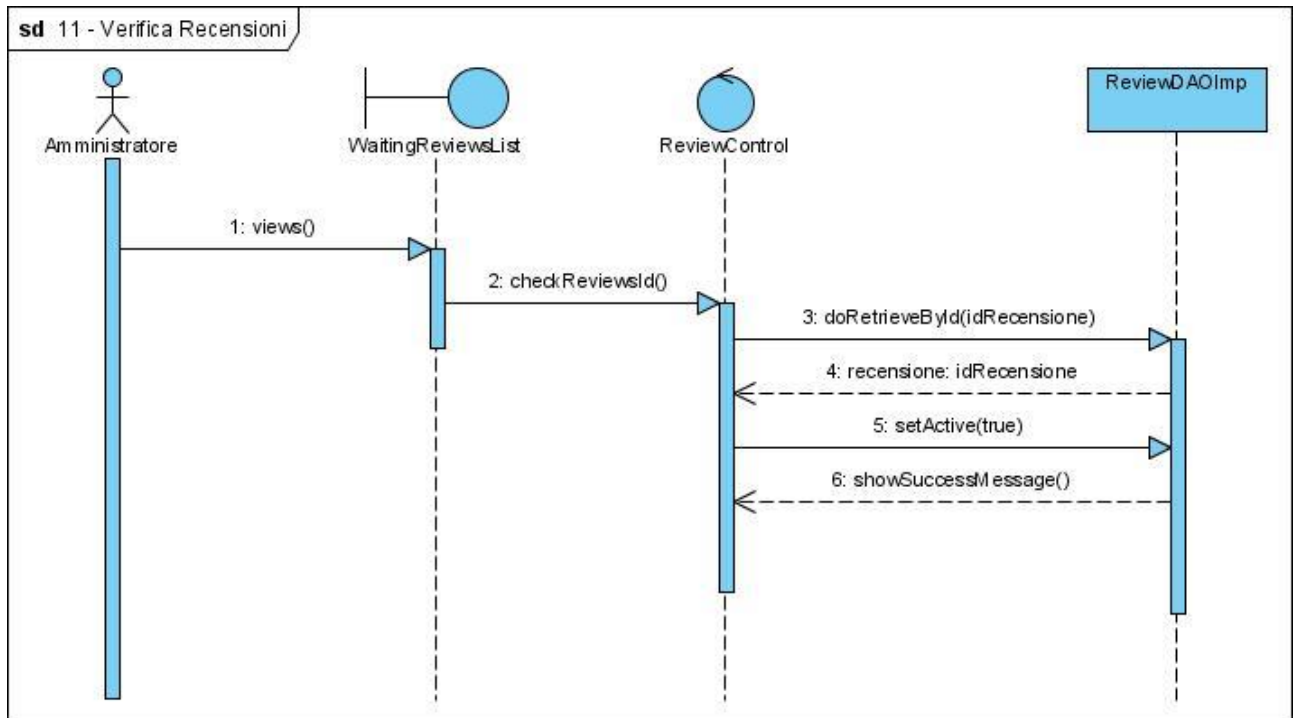 sd 11 - Verifica Recensioni
Amministratore
WaitingReviewsList
ReviewControl
ReviewDAOImp
1: views()
2: checkReviewsId()
3: doRetrieveById(idRecensione)
4: recensione: idRecensione
5: setActive(true)
6: showSuccessMessage()